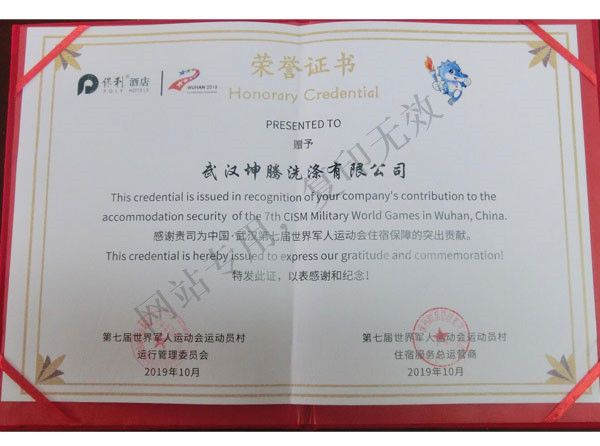 荣誉证书
保利 酒店
POLY HOTELS
WUHAN 2019
Honorary Credential
PRESENTED TO
赠予
武汉坤腾洗涤有限公司
This credential is issued in recognition of your company's contribution to the
accommodation security of the 7th CISM Military World Games in Wuhan, China.
感谢贵司为中国·武汉第七届世界军人运动会住宿保障的突出贡献。
This credential is hereby issued to express our gratitude and commemoration!
特发此证，以表感谢和纪念！
网站专用，复印无效
第七届世界军人运动会运动员村
运行管理委员会
2019年10月
第七届世界军人运动会运动员村
住宿服务总运营商
2019年10月